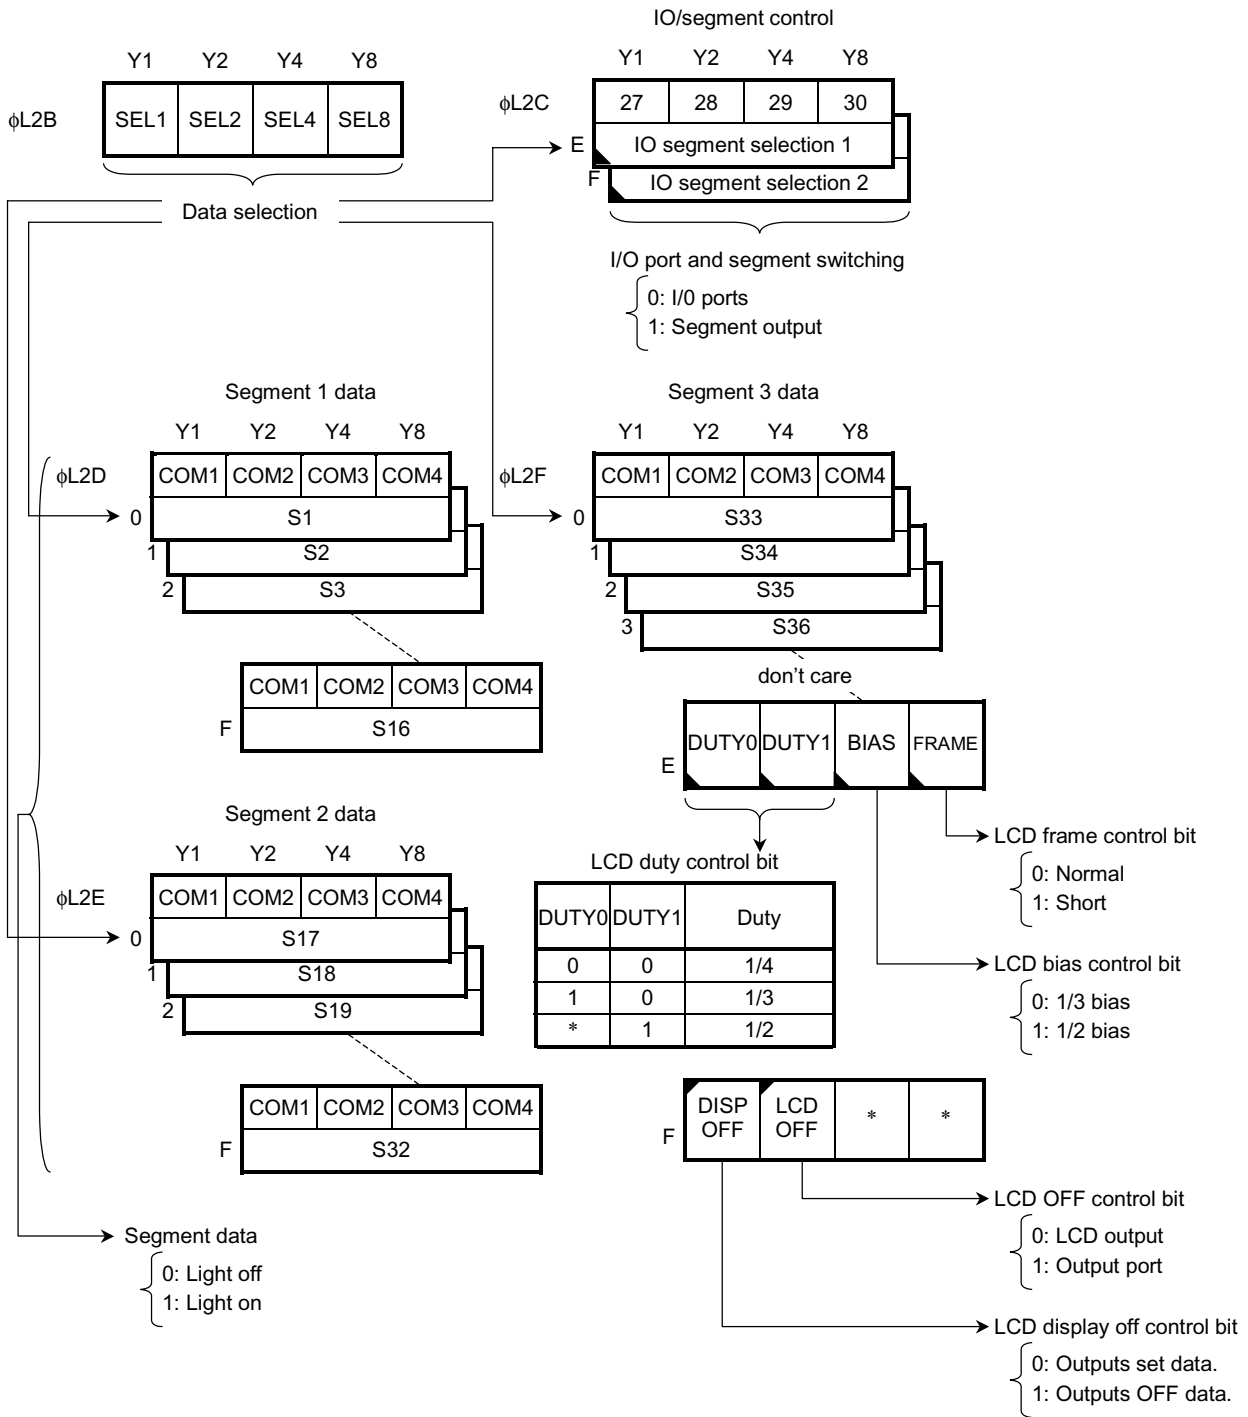 IO/segment control
Y1 Y2 Y4 Y8
φL2B
SEL1 SEL2 SEL4 SEL8
Data selection
Y1 Y2 Y4 Y8
φL2C
27 28 29 30
E IO segment selection 1
F IO segment selection 2
I/O port and segment switching
0: I/0 ports
1: Segment output
Segment 1 data
Y1 Y2 Y4 Y8
φL2D
COM1 COM2 COM3 COM4
0 S1
1 S2
2 S3
COM1 COM2 COM3 COM4
F S16
Segment 3 data
Y1 Y2 Y4 Y8
φL2F
COM1 COM2 COM3 COM4
0 S33
1 S34
2 S35
3 S36
don't care
E DUTY0 DUTY1 BIAS FRAME
LCD frame control bit
0: Normal
1: Short
LCD bias control bit
0: 1/3 bias
1: 1/2 bias
LCD duty control bit
DUTY0 DUTY1 Duty
0 0 1/4
1 0 1/3
* 1 1/2
Segment 2 data
Y1 Y2 Y4 Y8
φL2E
COM1 COM2 COM3 COM4
0 S17
1 S18
2 S19
COM1 COM2 COM3 COM4
F S32
DISP LCD
F OFF OFF * *
LCD OFF control bit
0: LCD output
1: Output port
LCD display off control bit
0: Outputs set data.
1: Outputs OFF data.
Segment data
0: Light off
1: Light on